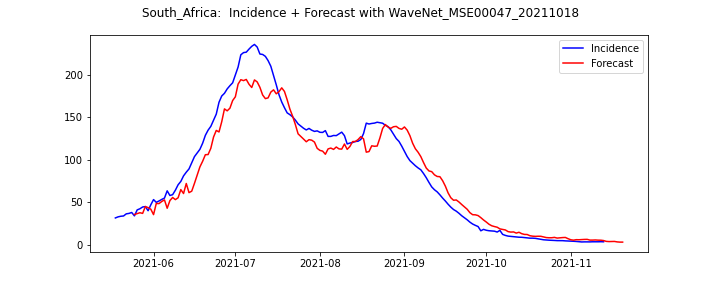 South_Africa:  Incidence + Forecast with WaveNet_MSE00047_20211018
Incidence
Forecast
200
150
100
50
0
2021-06 2021-07 2021-08 2021-09 2021-10 2021-11